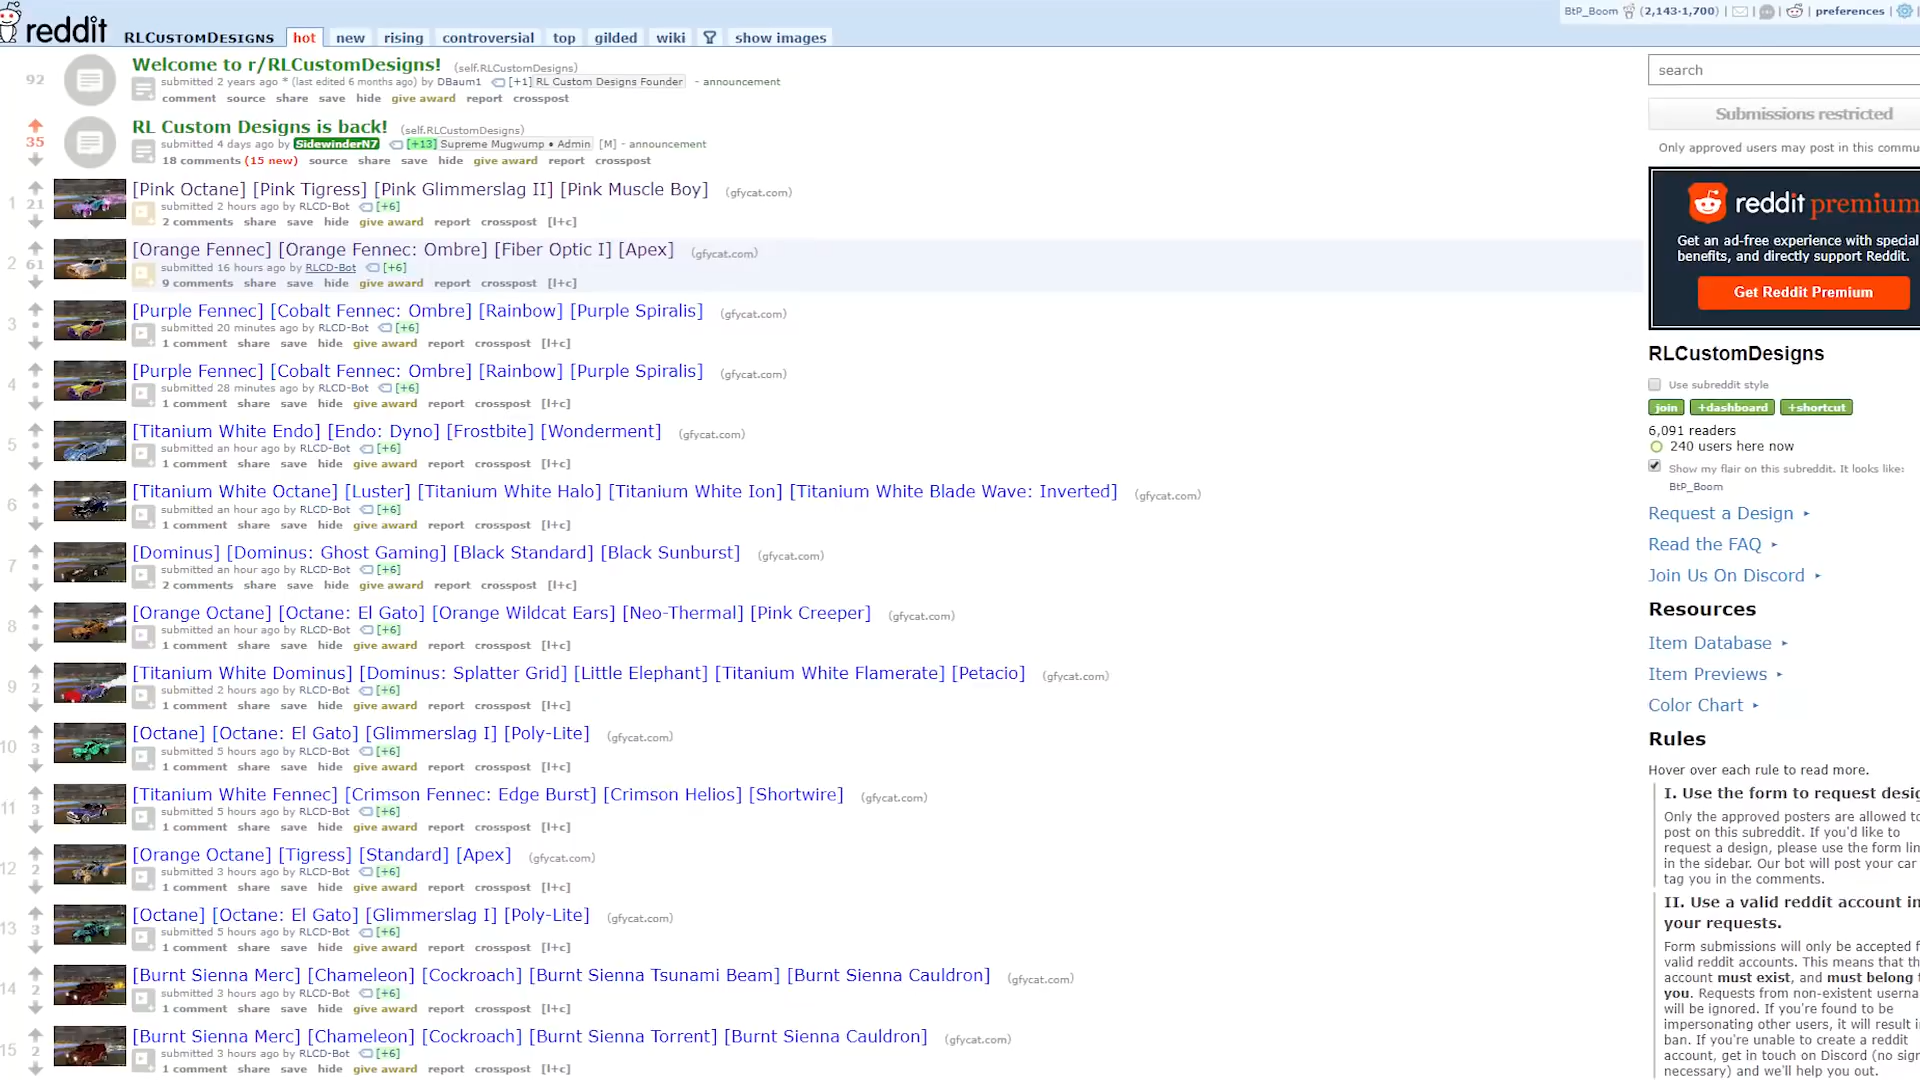 BtP_Boom (2,143·1,700) | | | | preferences |
reddit RLCUSTOMDESIGNS hot new rising controversial top gilded wiki show images
92
Welcome to r/RLCustomDesigns! (self.RLCustomDesigns)
submitted 2 years ago * (last edited 6 months ago) by DBaum1 [+1] RL Custom Designs Founder - announcement
comment source share save hide give award report crosspost
35
RL Custom Designs is back! (self.RLCustomDesigns)
submitted 4 days ago by SidewinderN7 [+13] Supreme Mugwump • Admin [M] - announcement
18 comments (15 new) source share save hide give award report crosspost
1 21
[Pink Octane] [Pink Tigress] [Pink Glimmerslag II] [Pink Muscle Boy] (gfycat.com)
submitted 2 hours ago by RLCD-Bot [+6]
2 comments share save hide give award report crosspost [l+c]
2 61
[Orange Fennec] [Orange Fennec: Ombre] [Fiber Optic I] [Apex] (gfycat.com)
submitted 16 hours ago by RLCD-Bot [+6]
9 comments share save hide give award report crosspost [l+c]
3 •
[Purple Fennec] [Cobalt Fennec: Ombre] [Rainbow] [Purple Spiralis] (gfycat.com)
submitted 20 minutes ago by RLCD-Bot [+6]
1 comment share save hide give award report crosspost [l+c]
4 •
[Purple Fennec] [Cobalt Fennec: Ombre] [Rainbow] [Purple Spiralis] (gfycat.com)
submitted 28 minutes ago by RLCD-Bot [+6]
1 comment share save hide give award report crosspost [l+c]
5 •
[Titanium White Endo] [Endo: Dyno] [Frostbite] [Wonderment] (gfycat.com)
submitted an hour ago by RLCD-Bot [+6]
1 comment share save hide give award report crosspost [l+c]
6 •
[Titanium White Octane] [Luster] [Titanium White Halo] [Titanium White Ion] [Titanium White Blade Wave: Inverted] (gfycat.com)
submitted an hour ago by RLCD-Bot [+6]
1 comment share save hide give award report crosspost [l+c]
7 •
[Dominus] [Dominus: Ghost Gaming] [Black Standard] [Black Sunburst] (gfycat.com)
submitted an hour ago by RLCD-Bot [+6]
2 comments share save hide give award report crosspost [l+c]
8 •
[Orange Octane] [Octane: El Gato] [Orange Wildcat Ears] [Neo-Thermal] [Pink Creeper] (gfycat.com)
submitted an hour ago by RLCD-Bot [+6]
1 comment share save hide give award report crosspost [l+c]
9 2
[Titanium White Dominus] [Dominus: Splatter Grid] [Little Elephant] [Titanium White Flamerate] [Petacio] (gfycat.com)
submitted 2 hours ago by RLCD-Bot [+6]
1 comment share save hide give award report crosspost [l+c]
10 3
[Octane] [Octane: El Gato] [Glimmerslag I] [Poly-Lite] (gfycat.com)
submitted 5 hours ago by RLCD-Bot [+6]
1 comment share save hide give award report crosspost [l+c]
11 3
[Titanium White Fennec] [Crimson Fennec: Edge Burst] [Crimson Helios] [Shortwire] (gfycat.com)
submitted 5 hours ago by RLCD-Bot [+6]
1 comment share save hide give award report crosspost [l+c]
12 2
[Orange Octane] [Tigress] [Standard] [Apex] (gfycat.com)
submitted 3 hours ago by RLCD-Bot [+6]
1 comment share save hide give award report crosspost [l+c]
13 3
[Octane] [Octane: El Gato] [Glimmerslag I] [Poly-Lite] (gfycat.com)
submitted 5 hours ago by RLCD-Bot [+6]
1 comment share save hide give award report crosspost [l+c]
14 2
[Burnt Sienna Merc] [Chameleon] [Cockroach] [Burnt Sienna Tsunami Beam] [Burnt Sienna Cauldron] (gfycat.com)
submitted 3 hours ago by RLCD-Bot [+6]
1 comment share save hide give award report crosspost [l+c]
15 2
[Burnt Sienna Merc] [Chameleon] [Cockroach] [Burnt Sienna Torrent] [Burnt Sienna Cauldron] (gfycat.com)
submitted 3 hours ago by RLCD-Bot [+6]
1 comment share save hide give award report crosspost [l+c]
search
Submissions restricted
Only approved users may post in this commu
reddit premium
Get an ad-free experience with special
benefits, and directly support Reddit.
Get Reddit Premium
RLCustomDesigns
Use subreddit style
join +dashboard +shortcut
6,091 readers
240 users here now
Show my flair on this subreddit. It looks like:
BtP_Boom
Request a Design
Read the FAQ
Join Us On Discord
Resources
Item Database
Item Previews
Color Chart
Rules
Hover over each rule to read more.
I. Use the form to request desig
Only the approved posters are allowed to
post on this subreddit. If you'd like to
request a design, please use the form lin
in the sidebar. Our bot will post your car
tag you in the comments.
II. Use a valid reddit account in
your requests.
Form submissions will only be accepted f
valid reddit accounts. This means that th
account must exist, and must belong t
you. Requests from non-existent userna
will be ignored. If you're found to be
impersonating other users, it will result i
ban. If you're unable to create a reddit
account, get in touch on Discord (no sign
necessary) and we'll help you out.